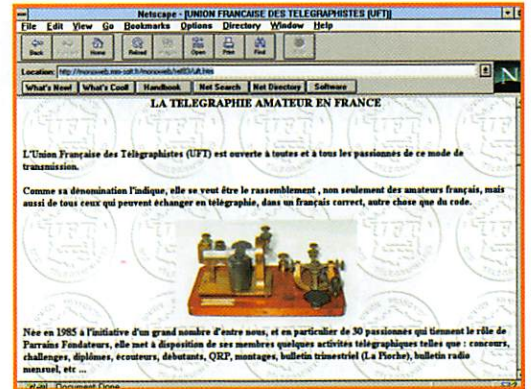 Netscape - [UNION FRANCAISE DES TELEGRAPHISTES (UFT)]
File Edit View Go Bookmarks Options Directory Window Help
Back Home Reload Open Print Find
Location:
What's New! What's Cool! Handbook Net Search Net Directory Software
LA TELEGRAPHIE AMATEUR EN FRANCE
L'Union Française des Télégraphistes (UFT) est ouverte à toutes et à tous les passionnés de ce mode de
transmission.
Comme sa dénomination l'indique, elle se veut être le rassemblement , non seulement des amateurs français, mais
aussi de tous ceux qui peuvent échanger en télégraphie, dans un français correct, autre chose que du code.
Née en 1985 à l'initiative d'un grand nombre d'entre nous, et en particulier de 30 passionnés qui tiennent le rôle de
Parrains Fondateurs, elle met à disposition de ses membres quelques activités télégraphiques telles que : concours,
challenges, diplômes, écouteurs, débutants, QRP, montages, bulletin trimestriel (La Pioche), bulletin radio
mensuel, etc ...
Document Done